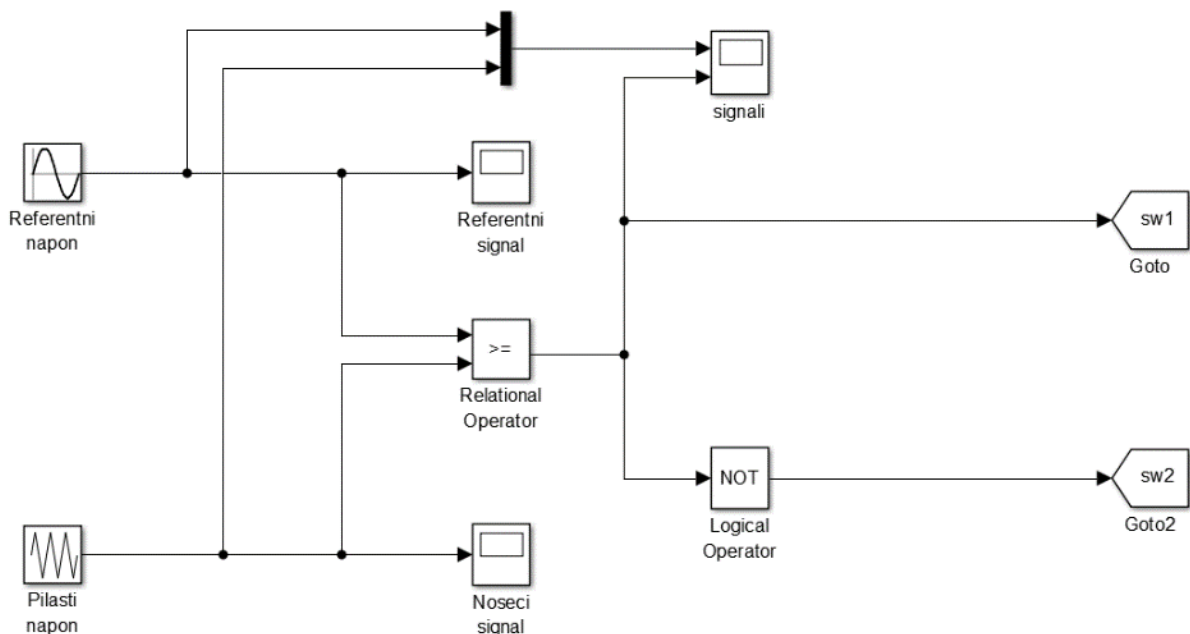 signali
Referentni
napon
Referentni
signal
sw1
Goto
>=
Relational
Operator
NOT
Logical
Operator
sw2
Goto2
Pilasti
napon
Noseci
signal